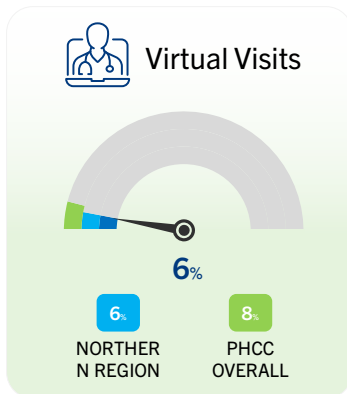 Virtual Visits
6%
6%
8%
NORTHER
N REGION
PHCC
OVERALL